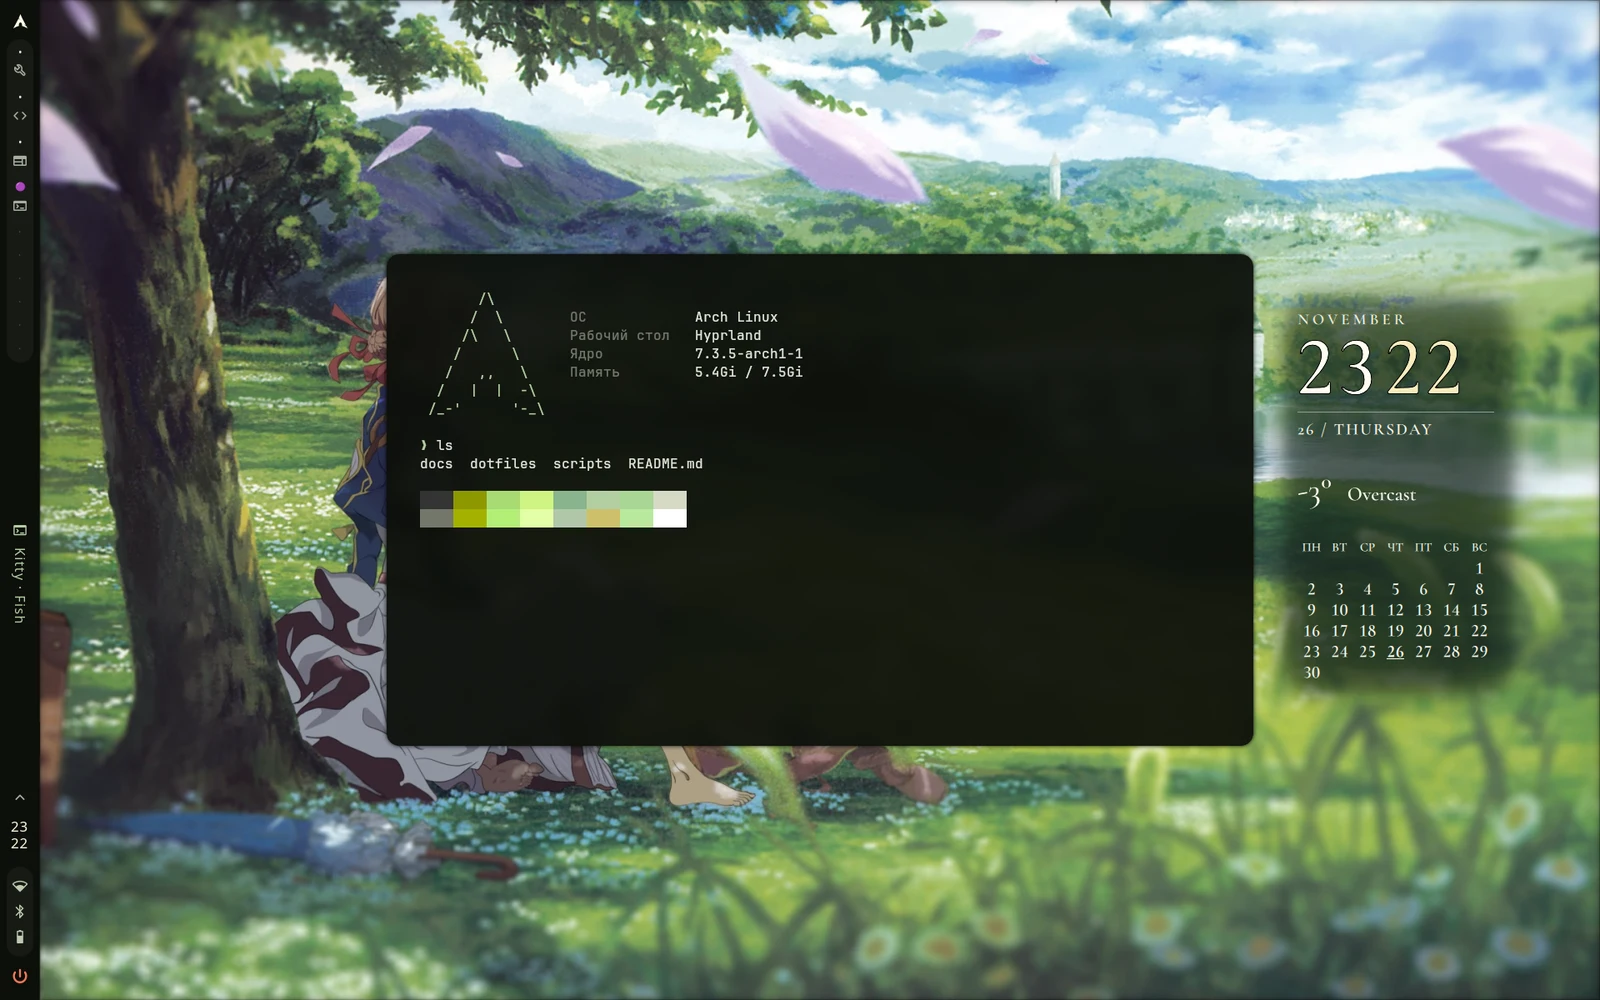 ОС Arch Linux
Рабочий стол Hyprland
Ядро 7.3.5-arch1-1
Память 5.4Gi / 7.5Gi
❯ ls
docs dotfiles scripts README.md
NOVEMBER
23 22
26 / THURSDAY
-3° Overcast
ПН ВТ СР ЧТ ПТ СБ ВС
1
2 3 4 5 6 7 8
9 10 11 12 13 14 15
16 17 18 19 20 21 22
23 24 25 26 27 28 29
30
Kitty · Fish
23
22